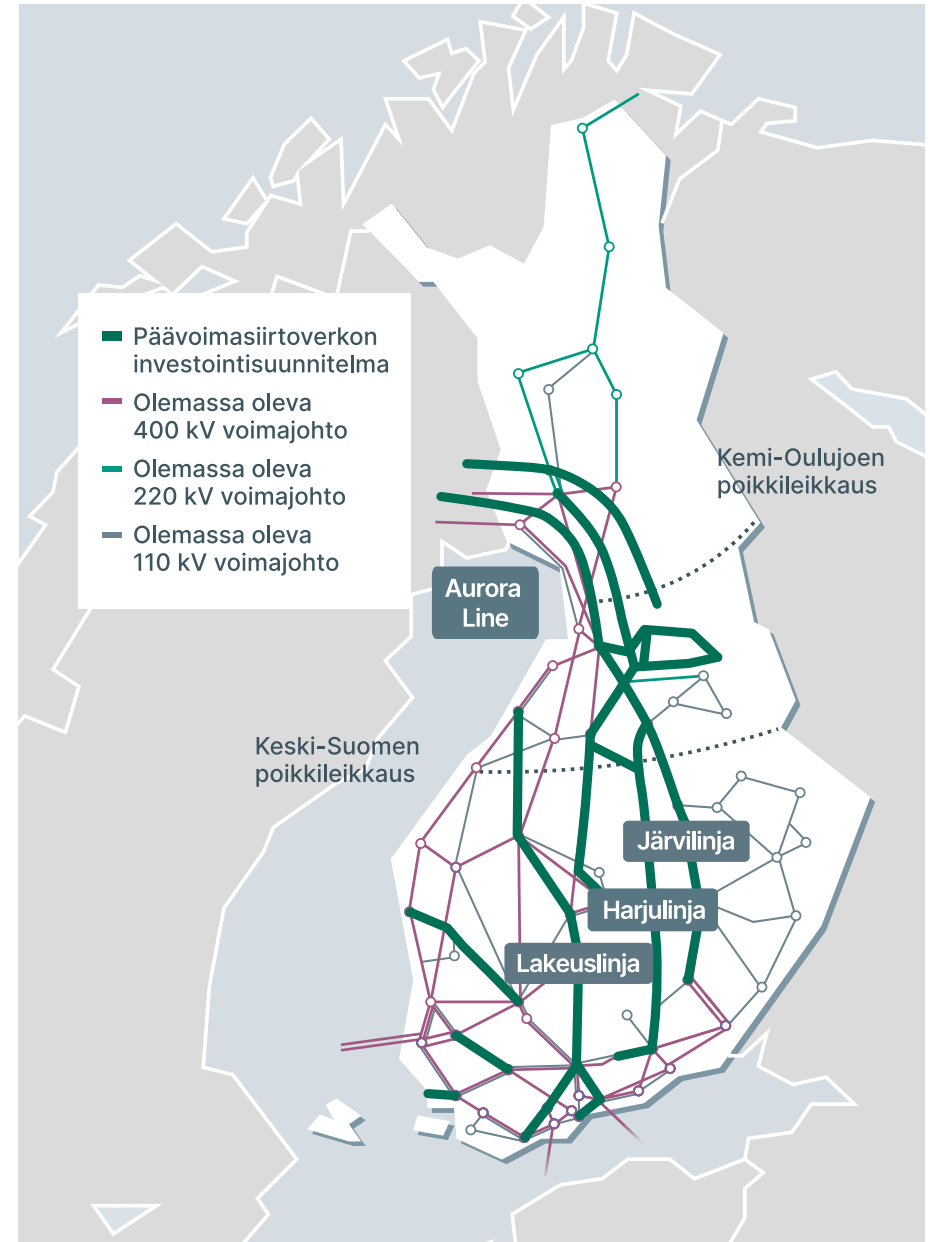 Päävoimasiirtoverkon
investointisuunnitelma
Olemassa oleva
400 kV voimajohto
Olemassa oleva
220 kV voimajohto
Olemassa oleva
110 kV voimajohto
Kemi-Oulujoen
poikkileikkaus
Aurora
Line
Keski-Suomen
poikkileikkaus
Järvilinja
Harjulinja
Lakeuslinja